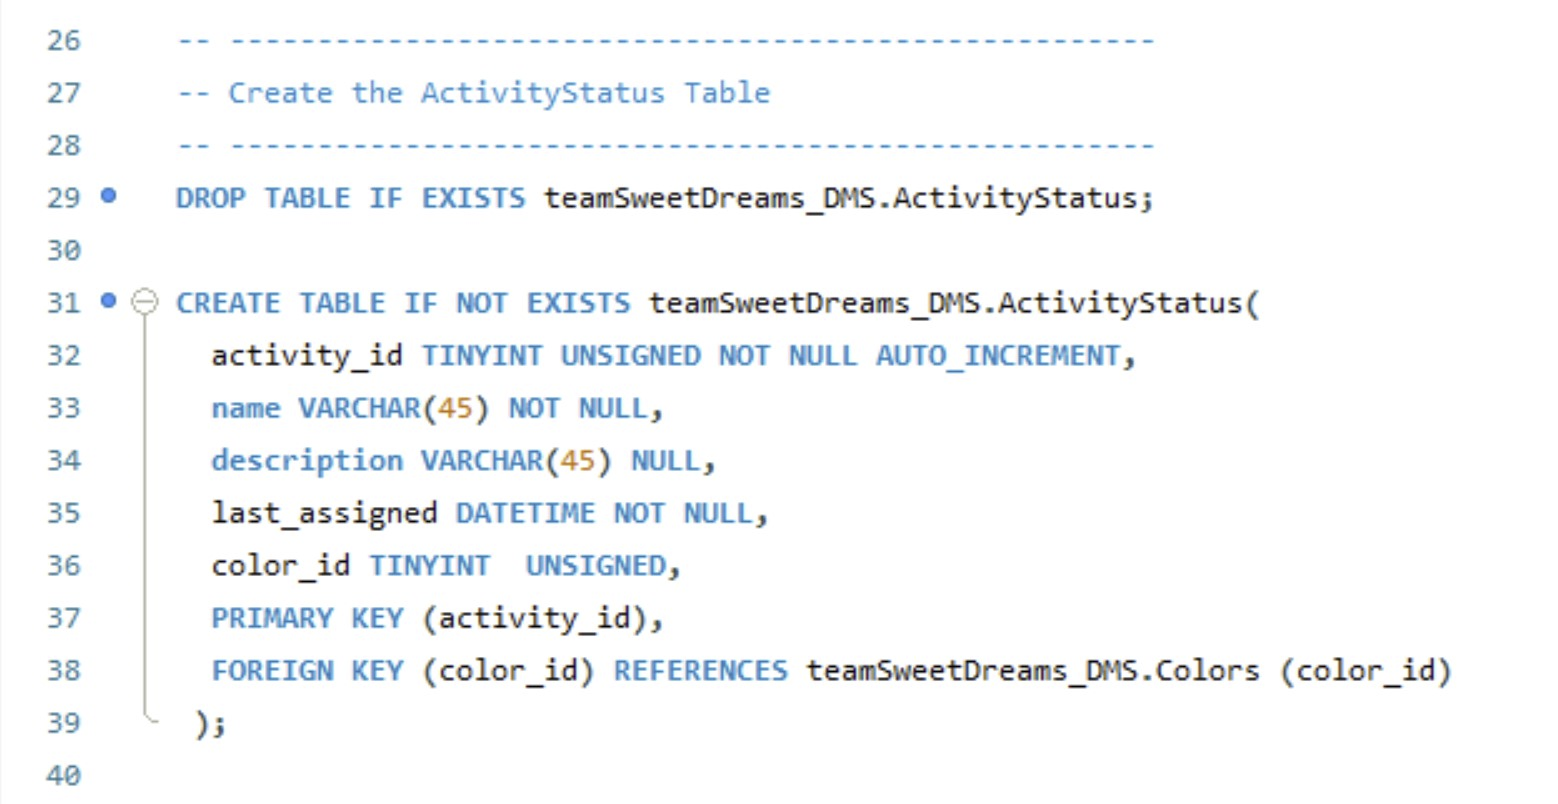 26 -- -----------------------------------------------------
27 -- Create the ActivityStatus Table
28 -- -----------------------------------------------------
29 DROP TABLE IF EXISTS teamSweetDreams_DMS.ActivityStatus;
30
31 CREATE TABLE IF NOT EXISTS teamSweetDreams_DMS.ActivityStatus(
32 activity_id TINYINT UNSIGNED NOT NULL AUTO_INCREMENT,
33 name VARCHAR(45) NOT NULL,
34 description VARCHAR(45) NULL,
35 last_assigned DATETIME NOT NULL,
36 color_id TINYINT  UNSIGNED,
37 PRIMARY KEY (activity_id),
38 FOREIGN KEY (color_id) REFERENCES teamSweetDreams_DMS.Colors (color_id)
39 );
40